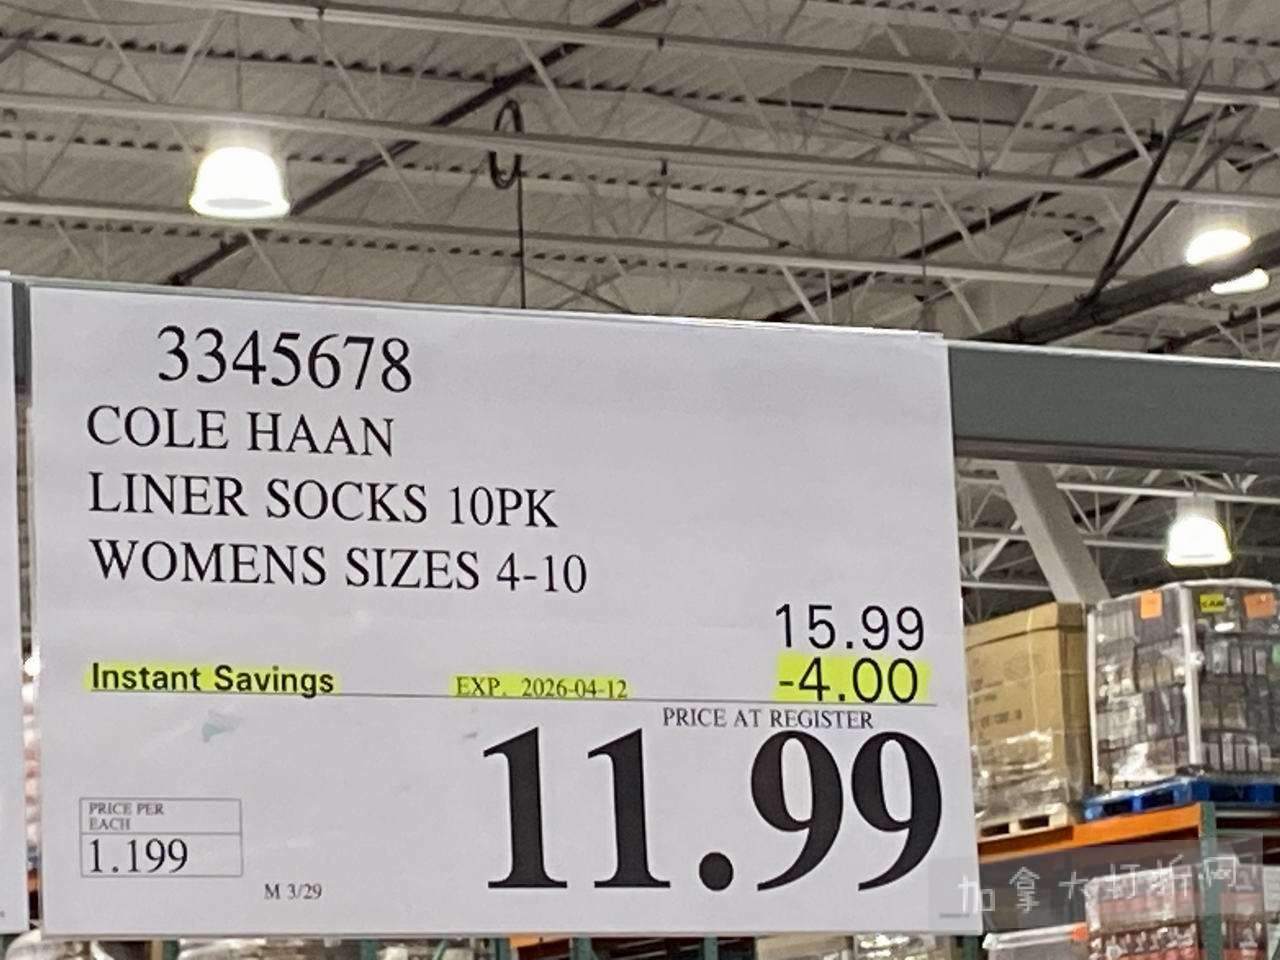 3345678
COLE HAAN
LINER SOCKS 10PK
WOMENS SIZES 4-10
15.99
Instant Savings EXP. 2026-04-12 -4.00
PRICE AT REGISTER
11.99
PRICE PER
EACH
1.199
M 3/29
加拿大打折网